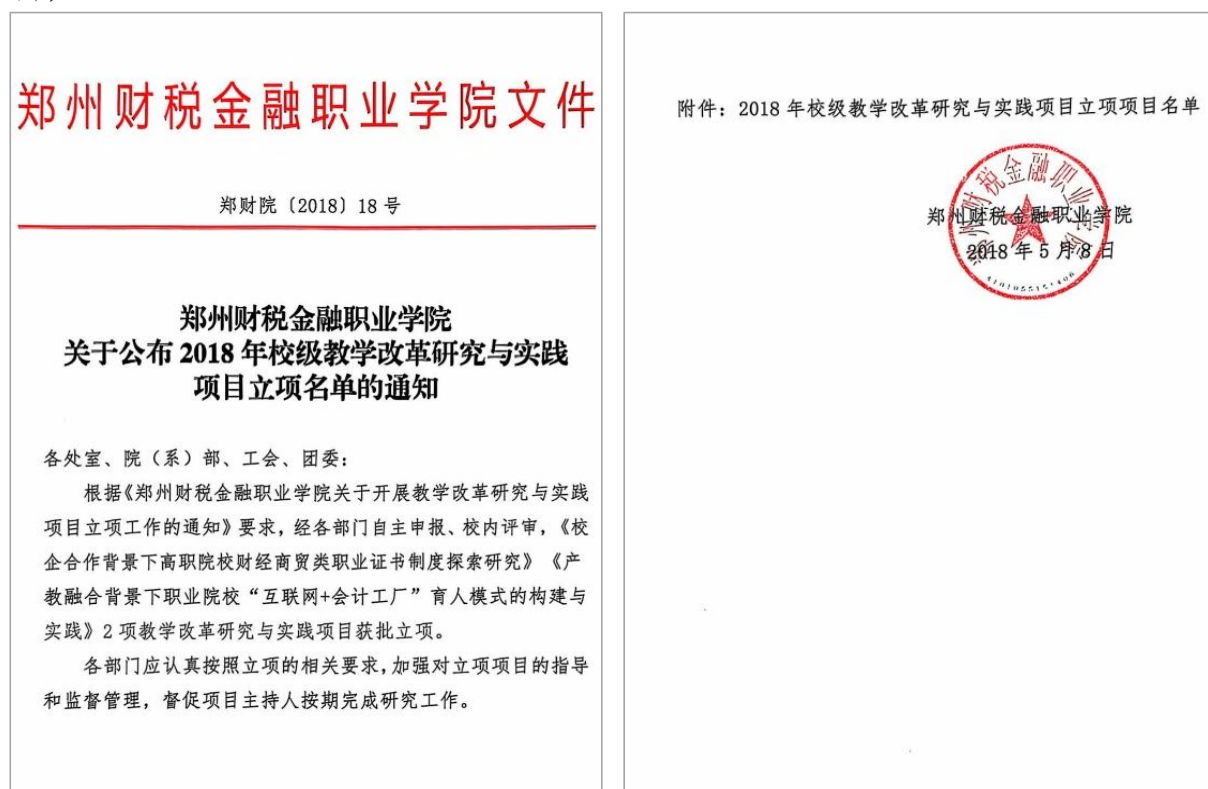 郑州财税金融职业学院文件
郑财院〔2018〕18 号
郑州财税金融职业学院
关于公布 2018 年校级教学改革研究与实践
项目立项名单的通知
各处室、院（系）部、工会、团委：
根据《郑州财税金融职业学院关于开展教学改革研究与实践
项目立项工作的通知》要求，经各部门自主申报、校内评审，《校
企合作背景下高职院校财经商贸类职业证书制度探索研究》《产
教融合背景下职业院校“互联网+会计工厂”育人模式的构建与
实践》2 项教学改革研究与实践项目获批立项。
各部门应认真按照立项的相关要求，加强对立项项目的指导
和监督管理，督促项目主持人按期完成研究工作。
附件：2018 年校级教学改革研究与实践项目立项项目名单
郑州财税金融职业学院
郑州财税金融职业学院
2018 年 5 月 8 日